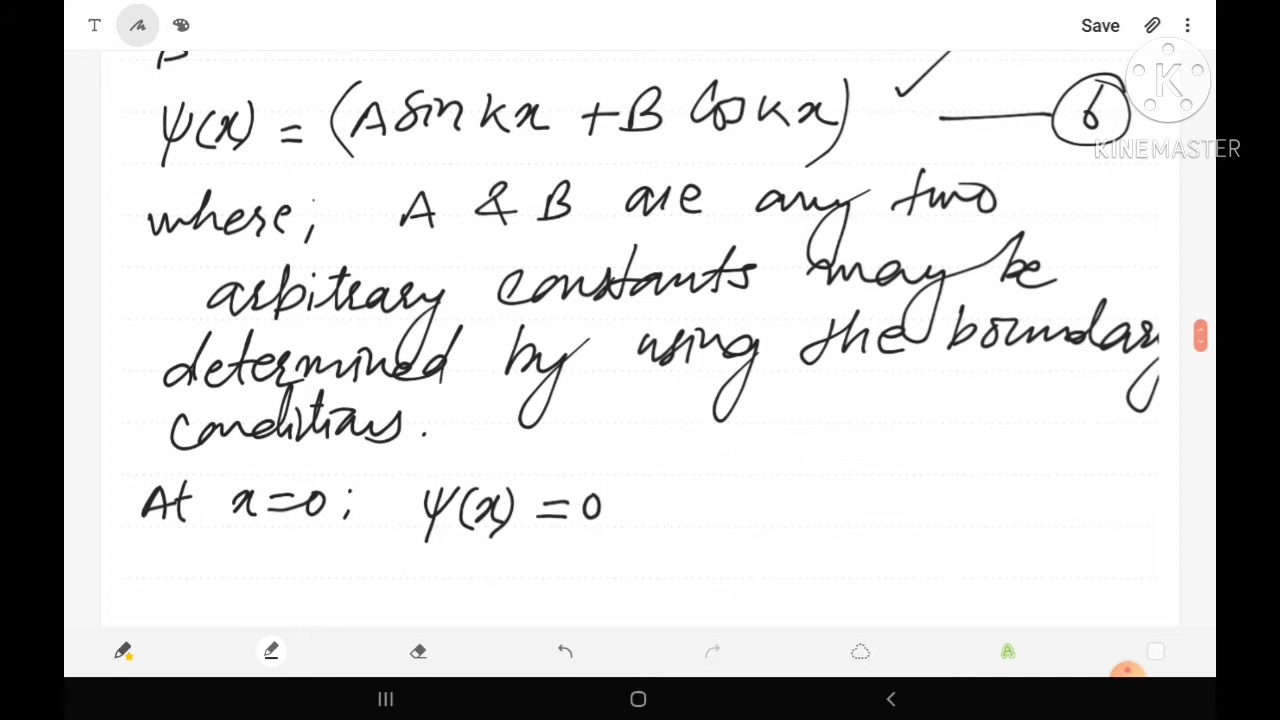 T
Save
ψ(x) = (A sin kx + B Cos kx) ✓ —— 6
K
KINEMASTER
where; A & B are any two
arbitrary constants may be
determined by using the boundary
conditions.
At x=0; ψ(x) = 0
A